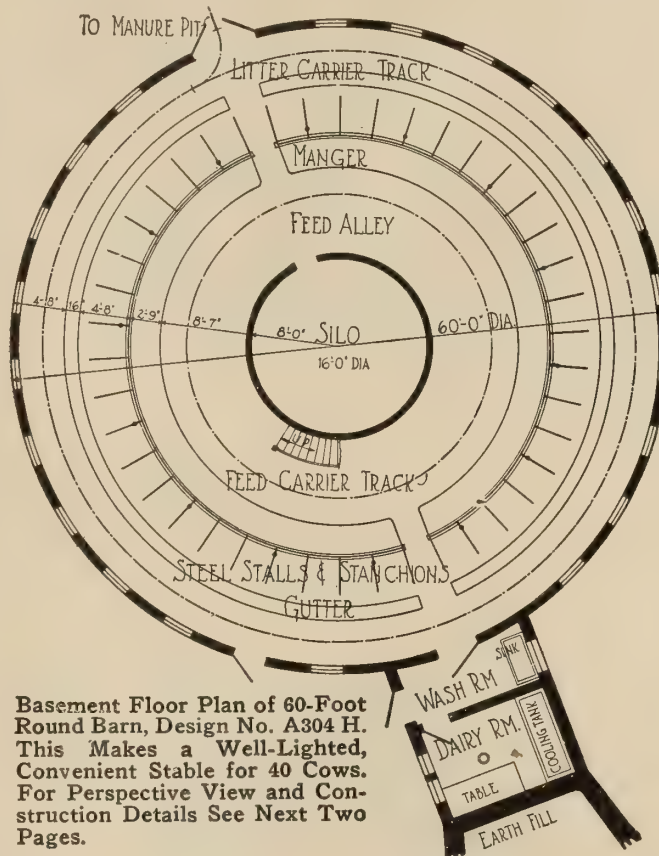 TO MANURE PIT
LITTER CARRIER TRACK
MANGER
FEED ALLEY
4'-8" 16" 4'-8" 2'-9" 8'-7" 8'-0" SILO 60'-0" DIA.
16'-0" DIA
UP
FEED CARRIER TRACK
STEEL STALLS & STANCHIONS
GUTTER
SINK
WASH RM
DAIRY RM.
COOLING TANK
TABLE
EARTH FILL
Basement Floor Plan of 60-Foot
Round Barn, Design No. A304 H.
This Makes a Well-Lighted,
Convenient Stable for 40 Cows.
For Perspective View and Con-
struction Details See Next Two
Pages.